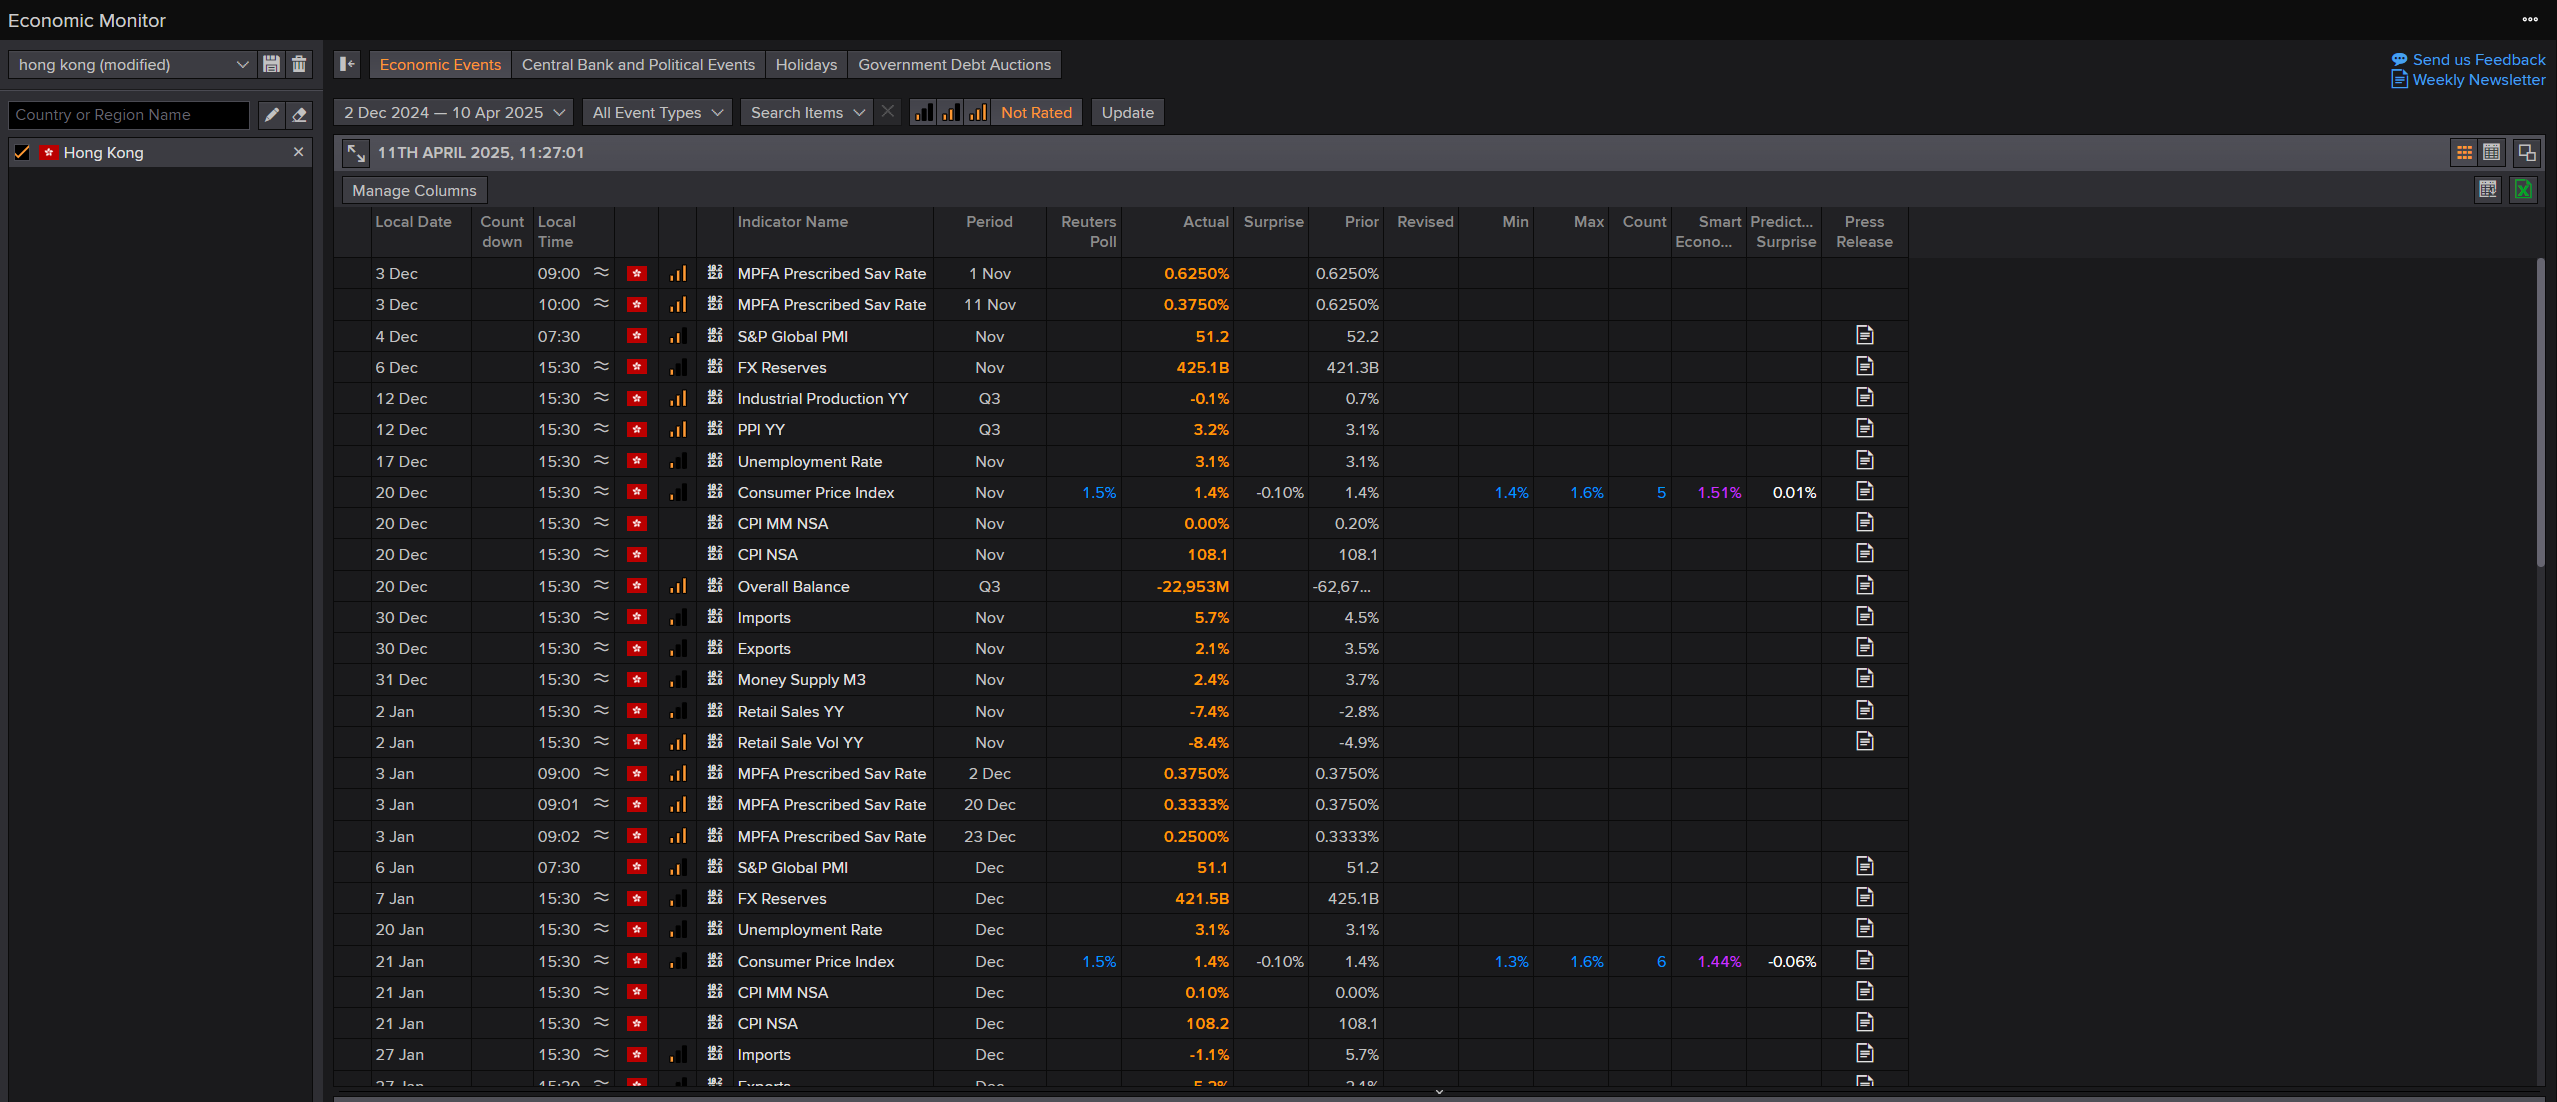 Economic Monitor
hong kong (modified)
Economic Events
Central Bank and Political Events
Holidays
Government Debt Auctions
Send us Feedback
Weekly Newsletter
Country or Region Name
2 Dec 2024 — 10 Apr 2025
All Event Types
Search Items
Not Rated
Update
Hong Kong
11TH APRIL 2025, 11:27:01
Manage Columns
Local Date Count down Local Time Indicator Name Period Reuters Poll Actual Surprise Prior Revised Min Max Count Smart Econo... Predict... Surprise Press Release
3 Dec 09:00 MPFA Prescribed Sav Rate 1 Nov 0.6250% 0.6250%
3 Dec 10:00 MPFA Prescribed Sav Rate 11 Nov 0.3750% 0.6250%
4 Dec 07:30 S&P Global PMI Nov 51.2 52.2
6 Dec 15:30 FX Reserves Nov 425.1B 421.3B
12 Dec 15:30 Industrial Production YY Q3 -0.1% 0.7%
12 Dec 15:30 PPI YY Q3 3.2% 3.1%
17 Dec 15:30 Unemployment Rate Nov 3.1% 3.1%
20 Dec 15:30 Consumer Price Index Nov 1.5% 1.4% -0.10% 1.4% 1.4% 1.6% 5 1.51% 0.01%
20 Dec 15:30 CPI MM NSA Nov 0.00% 0.20%
20 Dec 15:30 CPI NSA Nov 108.1 108.1
20 Dec 15:30 Overall Balance Q3 -22,953M -62,67...
30 Dec 15:30 Imports Nov 5.7% 4.5%
30 Dec 15:30 Exports Nov 2.1% 3.5%
31 Dec 15:30 Money Supply M3 Nov 2.4% 3.7%
2 Jan 15:30 Retail Sales YY Nov -7.4% -2.8%
2 Jan 15:30 Retail Sale Vol YY Nov -8.4% -4.9%
3 Jan 09:00 MPFA Prescribed Sav Rate 2 Dec 0.3750% 0.3750%
3 Jan 09:01 MPFA Prescribed Sav Rate 20 Dec 0.3333% 0.3750%
3 Jan 09:02 MPFA Prescribed Sav Rate 23 Dec 0.2500% 0.3333%
6 Jan 07:30 S&P Global PMI Dec 51.1 51.2
7 Jan 15:30 FX Reserves Dec 421.5B 425.1B
20 Jan 15:30 Unemployment Rate Dec 3.1% 3.1%
21 Jan 15:30 Consumer Price Index Dec 1.5% 1.4% -0.10% 1.4% 1.3% 1.6% 6 1.44% -0.06%
21 Jan 15:30 CPI MM NSA Dec 0.10% 0.00%
21 Jan 15:30 CPI NSA Dec 108.2 108.1
27 Jan 15:30 Imports Dec -1.1% 5.7%
27 Jan 15:30 Exports Dec 5.2% 2.1%